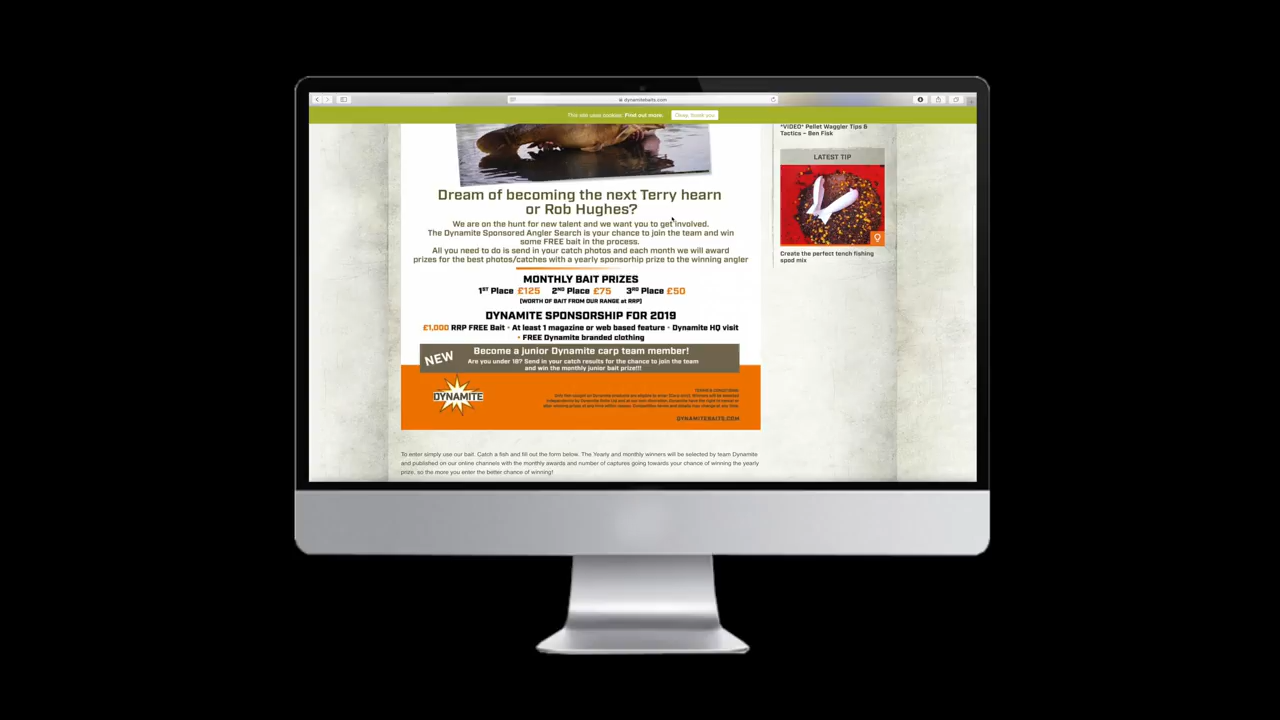 dynamitebaits.com
This site uses cookies: Find out more.
Okay, thank you
*VIDEO* Pellet Waggler Tips &
Tactics – Ben Fisk
LATEST TIP
Create the perfect tench fishing
spod mix
Dream of becoming the next Terry hearn
or Rob Hughes?
We are on the hunt for new talent and we want you to get involved.
The Dynamite Sponsored Angler Search is your chance to join the team and win
some FREE bait in the process.
All you need to do is send in your catch photos and each month we will award
prizes for the best photos/catches with a yearly sponsorhip prize to the winning angler
MONTHLY BAIT PRIZES
1ST Place £125 2ND Place £75 3RD Place £50
(WORTH OF BAIT FROM OUR RANGE at RRP)
DYNAMITE SPONSORSHIP FOR 2019
£1,000 RRP FREE Bait • At least 1 magazine or web based feature • Dynamite HQ visit
• FREE Dynamite branded clothing
NEW
Become a junior Dynamite carp team member!
Are you under 18? Send in your catch results for the chance to join the team
and win the monthly junior bait prize!!!
DYNAMITE
DYNAMITEBAITS.COM
To enter simply use our bait. Catch a fish and fill out the form below. The Yearly and monthly winners will be selected by team Dynamite
and published on our online channels with the monthly awards and number of captures going towards your chance of winning the yearly
prize, so the more you enter the better chance of winning!